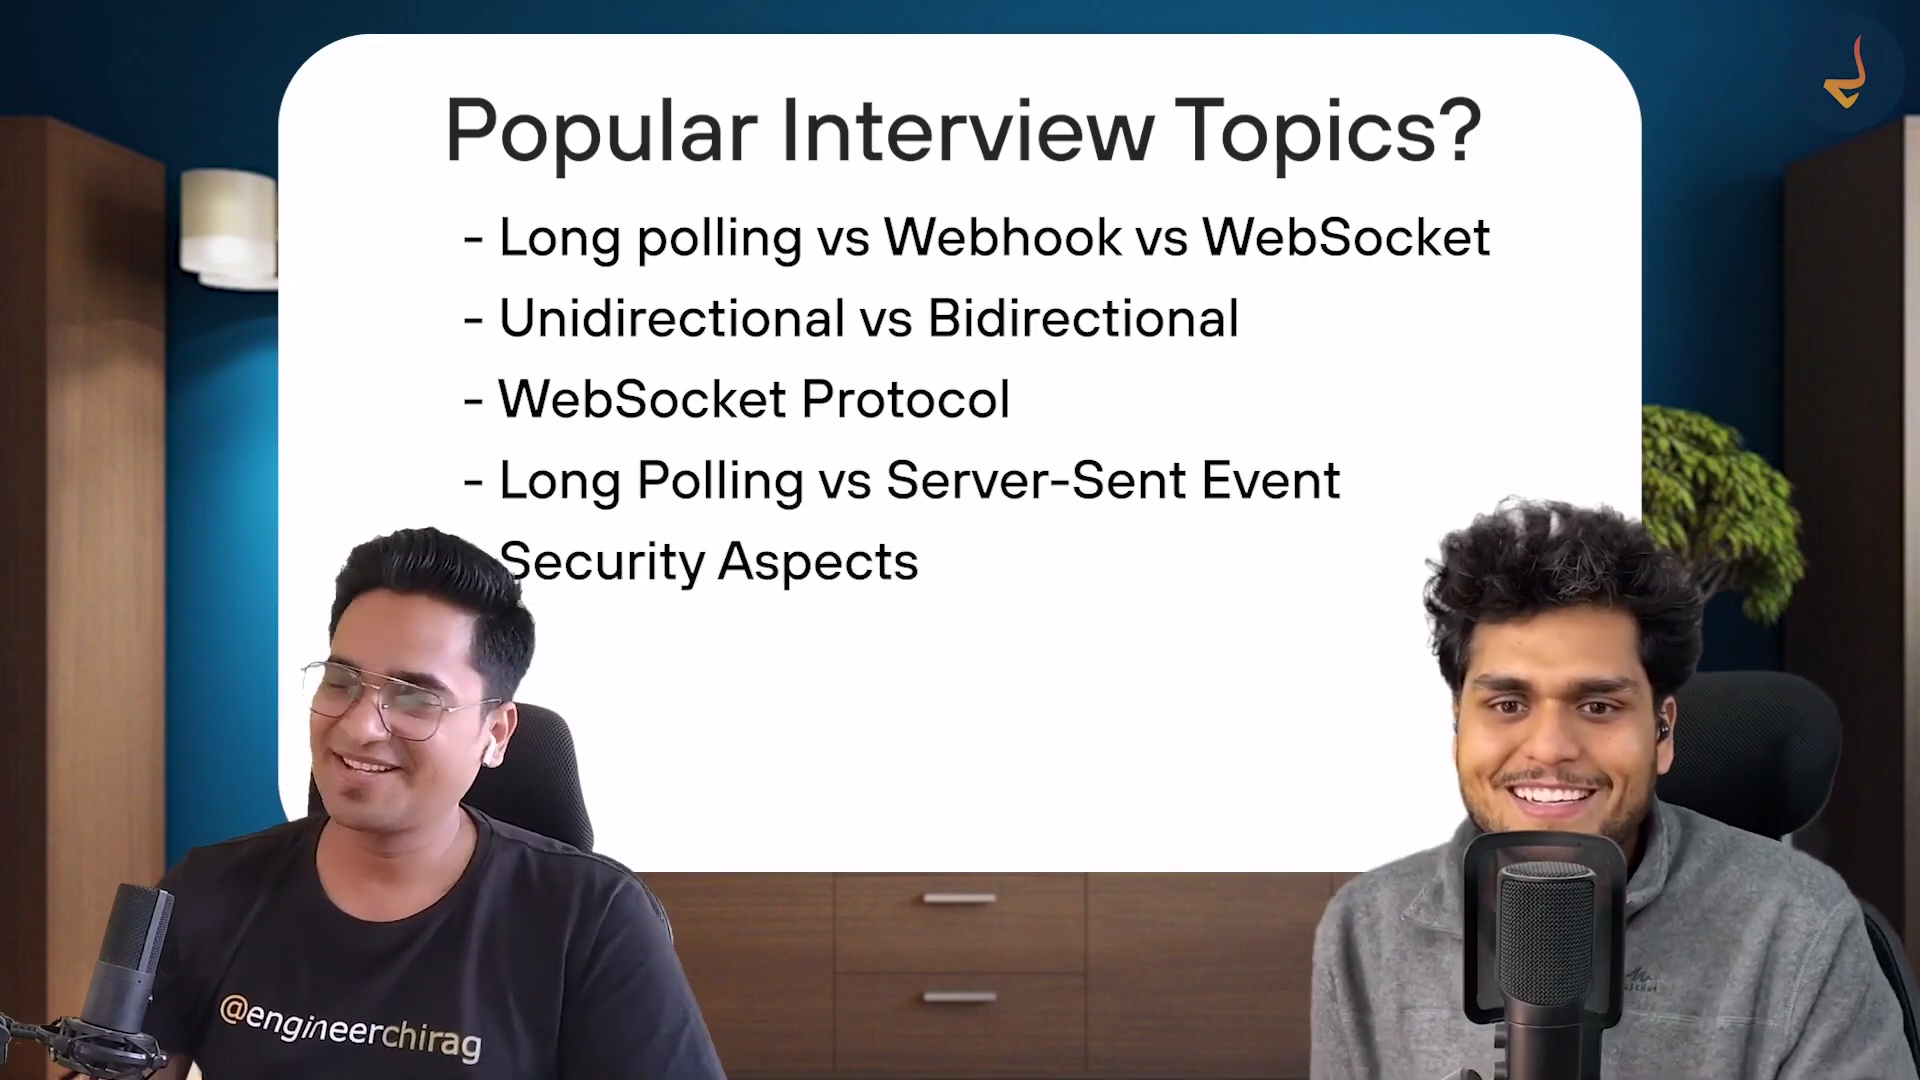 Popular Interview Topics?
- Long polling vs Webhook vs WebSocket
- Unidirectional vs Bidirectional
- WebSocket Protocol
- Long Polling vs Server-Sent Event
Security Aspects
@engineerchirag